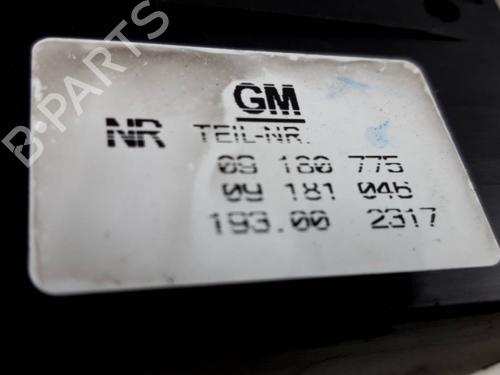 GM
NR TEIL-NR.
09 180 775
09 181 046
193.00 2317
B-PARTS